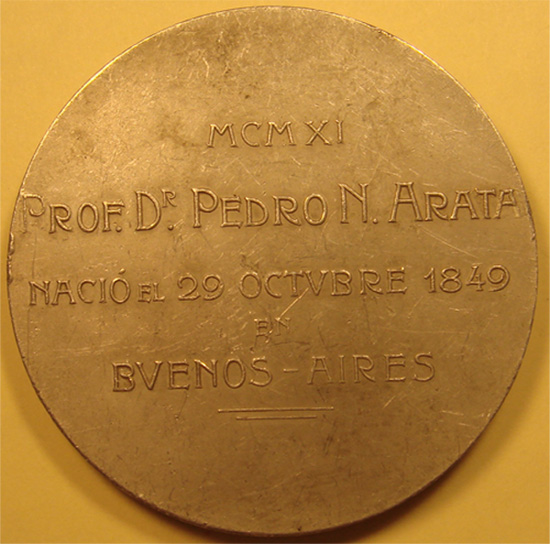 MCMXI
PROF. DR. PEDRO N. ARATA
NACIÓ EL 29 OCTVBRE 1849
EN
BVENOS-AIRES